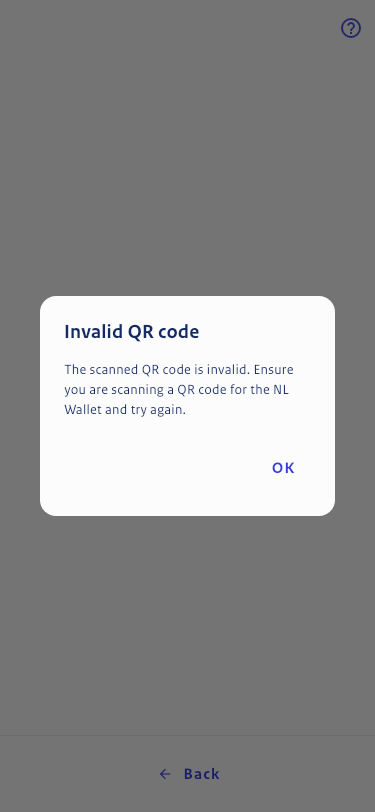 Invalid QR code
The scanned QR code is invalid. Ensure
you are scanning a QR code for the NL
Wallet and try again.
OK
Back